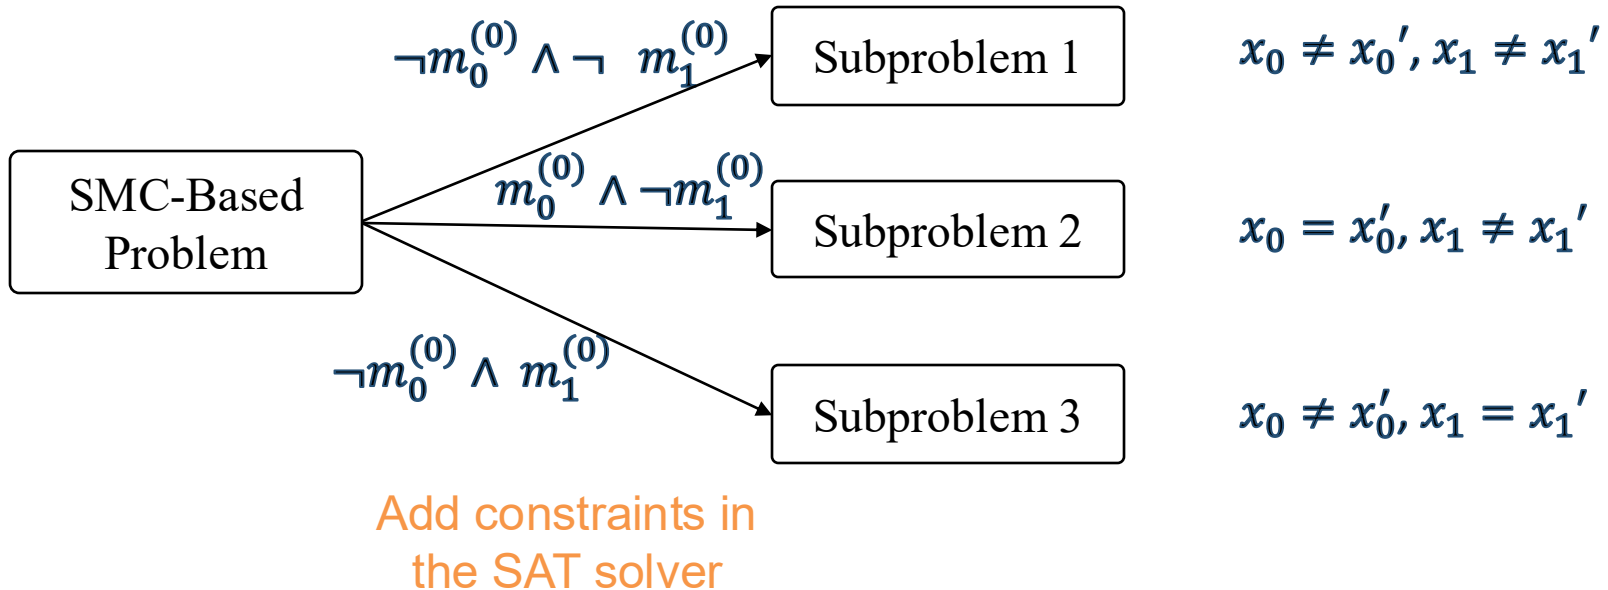 ¬m₀⁽⁰⁾ ∧ ¬ m₁⁽⁰⁾
Subproblem 1
x₀ ≠ x₀′, x₁ ≠ x₁′
SMC-Based
Problem
m₀⁽⁰⁾ ∧ ¬m₁⁽⁰⁾
Subproblem 2
x₀ = x₀′, x₁ ≠ x₁′
¬m₀⁽⁰⁾ ∧ m₁⁽⁰⁾
Subproblem 3
x₀ ≠ x₀′, x₁ = x₁′
Add constraints in
the SAT solver